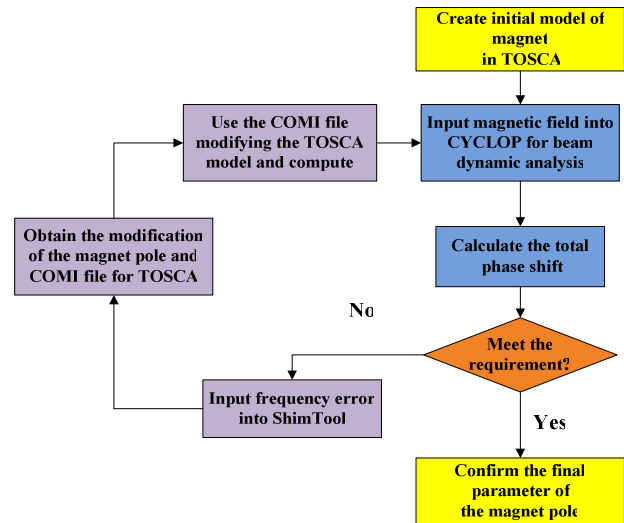 Create initial model of
magnet
in TOSCA
Use the COMI file
modifying the TOSCA
model and compute
Input magnetic field into
CYCLOP for beam
dynamic analysis
Obtain the modification
of the magnet pole and
COMI file for TOSCA
Calculate the total
phase shift
No
Meet the
requirement?
Input frequency error
into ShimTool
Yes
Confirm the final
parameter of
the magnet pole